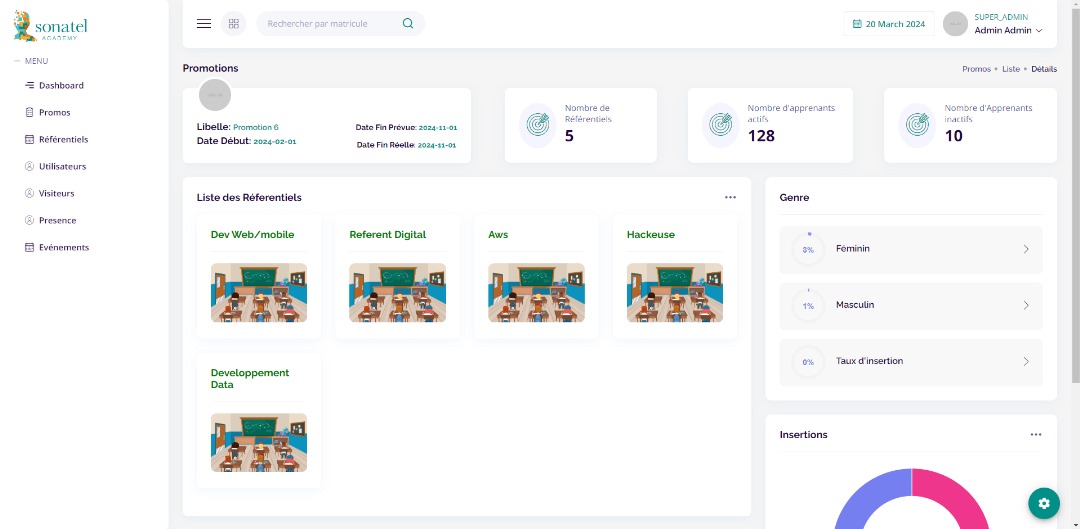 sonatel
ACADEMY
MENU
Dashboard
Promos
Référentiels
Utilisateurs
Visiteurs
Presence
Evénements
Rechercher par matricule
20 March 2024
SUPER_ADMIN
Admin Admin
Promotions
Promos • Liste • Détails
Libelle: Promotion 6
Date Début: 2024-02-01
Date Fin Prévue: 2024-11-01
Date Fin Réelle: 2024-11-01
Nombre de
Référentiels
5
Nombre d'apprenants
actifs
128
Nombre d'Apprenants
inactifs
10
Liste des Réferentiels
Dev Web/mobile
Referent Digital
Aws
Hackeuse
Developpement
Data
Genre
3%
Féminin
1%
Masculin
0%
Taux d'insertion
Insertions